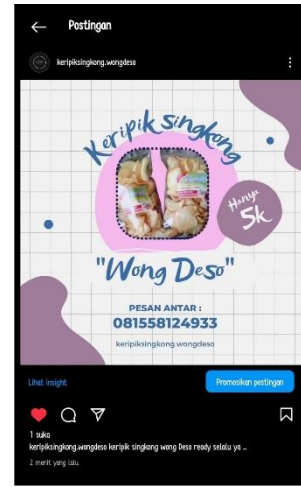 Postingan
keripiksingkong.wongdeso
Keripik singkong
Hanya
5k
"Wong Deso"
PESAN ANTAR :
081558124933
keripiksingkong.wongdeso
Lihat insight
Promosikan postingan
1 suka
keripiksingkong.wongdeso keripik singkong wong Deso ready selalu ya ...
2 menit yang lalu